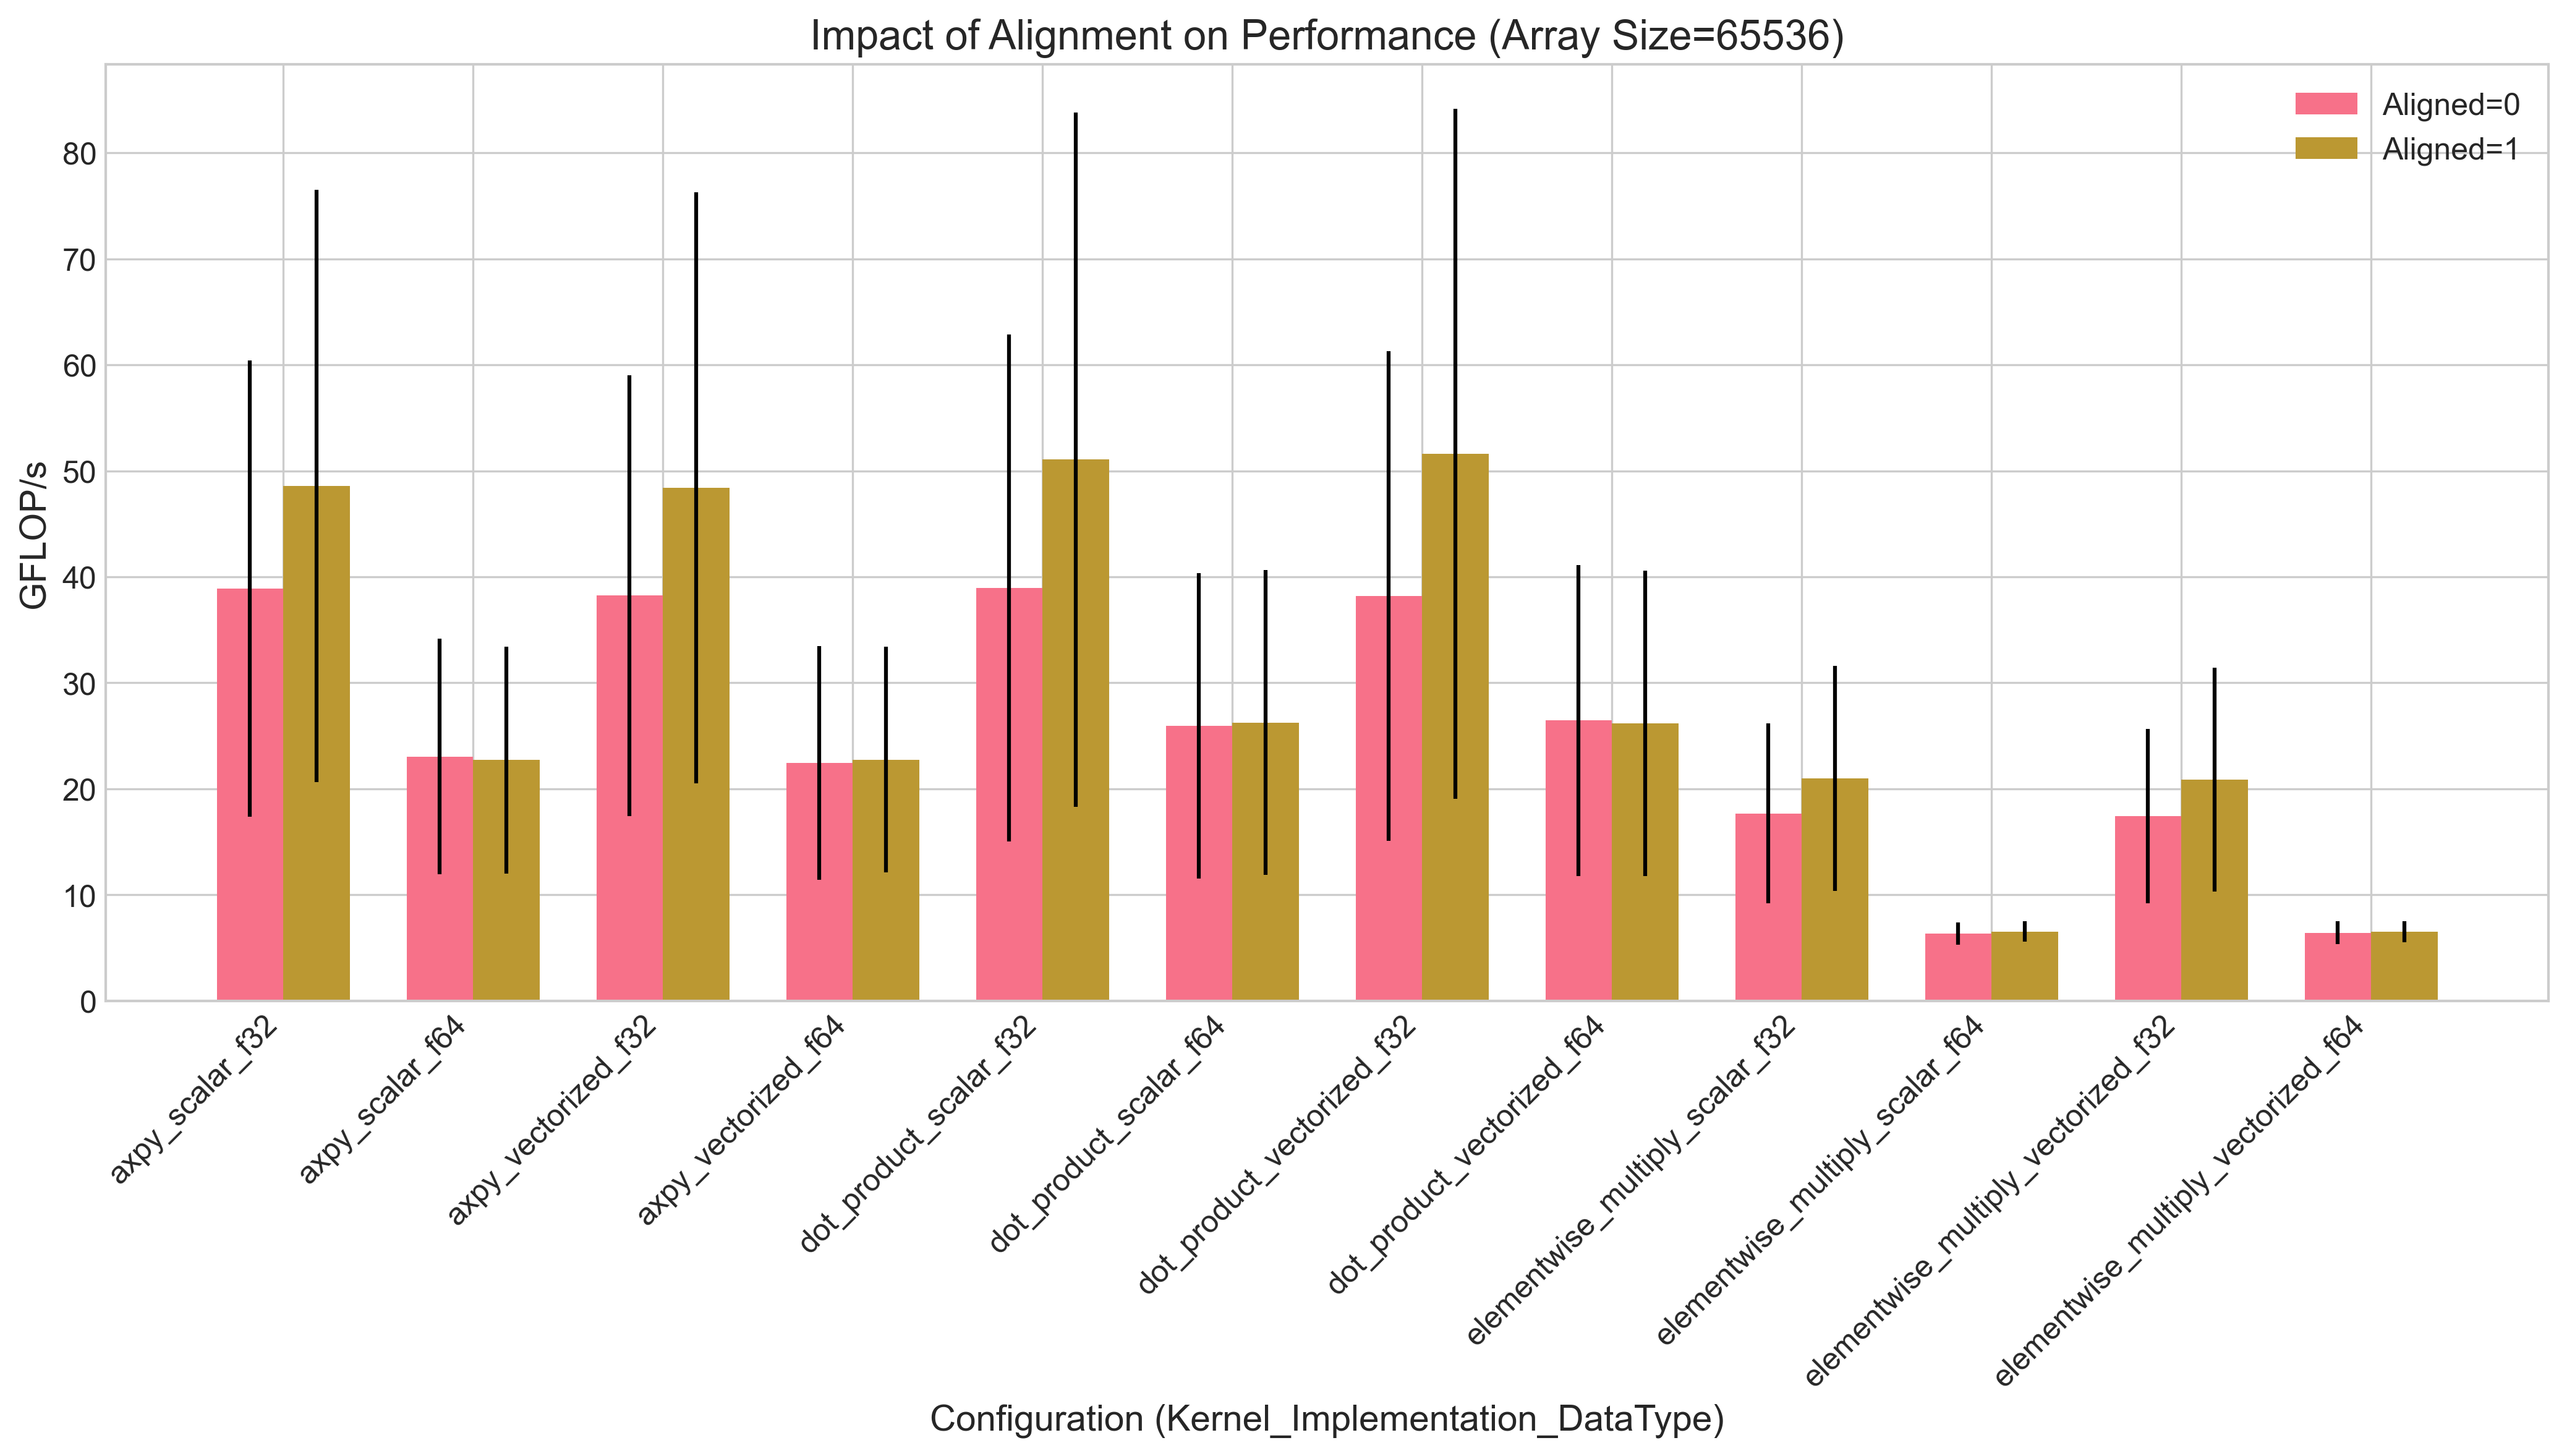 Impact of Alignment on Performance (Array Size=65536)
Aligned=0
Aligned=1
GFLOP/s
80
70
60
50
40
30
20
10
0
axpy_scalar_f32
axpy_scalar_f64
axpy_vectorized_f32
axpy_vectorized_f64
dot_product_scalar_f32
dot_product_scalar_f64
dot_product_vectorized_f32
dot_product_vectorized_f64
elementwise_multiply_scalar_f32
elementwise_multiply_scalar_f64
elementwise_multiply_vectorized_f32
elementwise_multiply_vectorized_f64
Configuration (Kernel_Implementation_DataType)